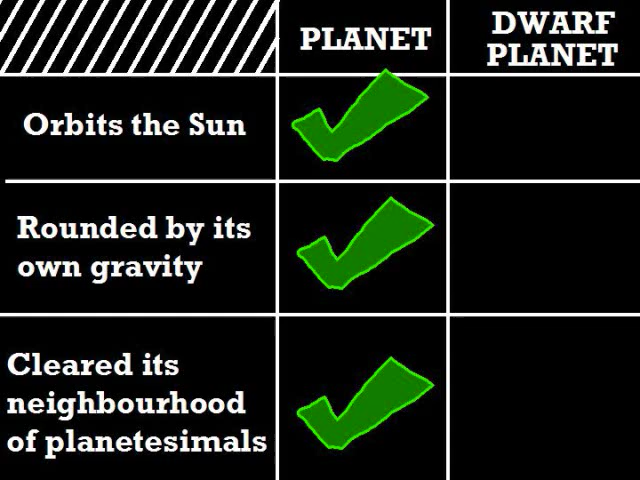 PLANET
DWARF
PLANET
Orbits the Sun
Rounded by its
own gravity
Cleared its
neighbourhood
of planetesimals